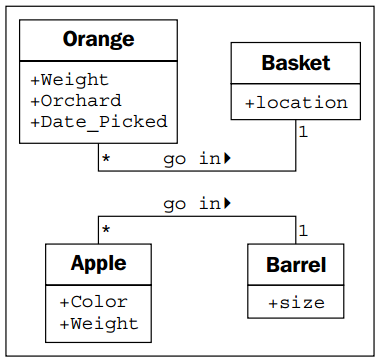 Orange
+Weight
+Orchard
+Date_Picked
Basket
+location
* go in 1
go in
* 1
Apple
+Color
+Weight
Barrel
+size